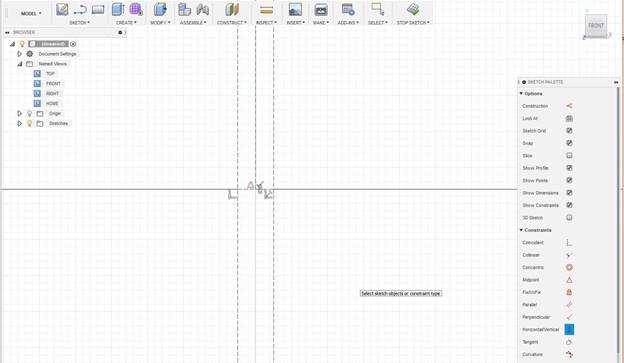 MODEL
SKETCH
CREATE
MODIFY
ASSEMBLE
CONSTRUCT
INSPECT
INSERT
MAKE
ADD-INS
SELECT
STOP SKETCH
FRONT
BROWSER
(Unsaved)
Document Settings
Named Views
TOP
FRONT
RIGHT
HOME
Origin
Sketches
Select sketch objects or constraint type
SKETCH PALETTE
Options
Construction
Look At
Sketch Grid
Snap
Slice
Show Profile
Show Points
Show Dimensions
Show Constraints
3D Sketch
Constraints
Coincident
Collinear
Concentric
Midpoint
Fix/UnFix
Parallel
Perpendicular
Horizontal/Vertical
Tangent
Curvature